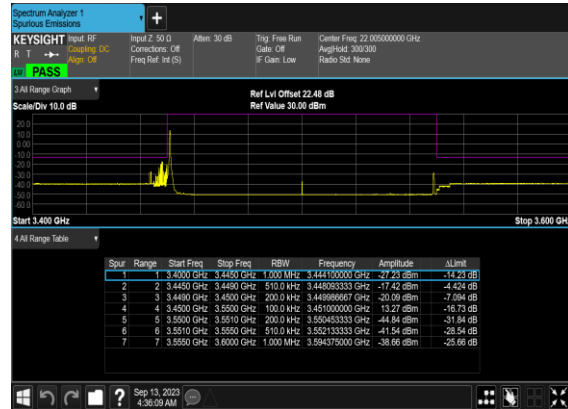 Spectrum Analyzer 1
Spurious Emissions
+
KEYSIGHT Input: RF Input Z: 50 Ω Atten: 30 dB Trig: Free Run Center Freq: 22.005000000 GHz
R T Coupling: DC Corrections: Off Gate: Off Avg|Hold: 300/300
Align: Off Freq Ref: Int (S) IF Gain: Low Radio Std: None
PASS
3 All Range Graph
Ref Lvl Offset 22.48 dB
Scale/Div 10.0 dB Ref Value 30.00 dBm
20.0
10.0
0.00
-10.0
-20.0
-30.0
-40.0
-50.0
-60.0
Start 3.400 GHz Stop 3.600 GHz
4 All Range Table
Spur Range Start Freq Stop Freq RBW Frequency Amplitude ΔLimit
1 1 3.4000 GHz 3.4450 GHz 1.000 MHz 3.444100000 GHz -27.23 dBm -14.23 dB
2 2 3.4450 GHz 3.4490 GHz 510.0 kHz 3.448093333 GHz -17.42 dBm -4.424 dB
3 3 3.4490 GHz 3.4500 GHz 200.0 kHz 3.449986667 GHz -20.09 dBm -7.094 dB
4 4 3.4500 GHz 3.5500 GHz 100.0 kHz 3.451000000 GHz 13.27 dBm -16.73 dB
5 5 3.5500 GHz 3.5510 GHz 200.0 kHz 3.550453333 GHz -44.84 dBm -31.84 dB
6 6 3.5510 GHz 3.5550 GHz 510.0 kHz 3.552133333 GHz -41.54 dBm -28.54 dB
7 7 3.5550 GHz 3.6000 GHz 1.000 MHz 3.594375000 GHz -38.66 dBm -25.66 dB
? Sep 13, 2023
4:36:09 AM